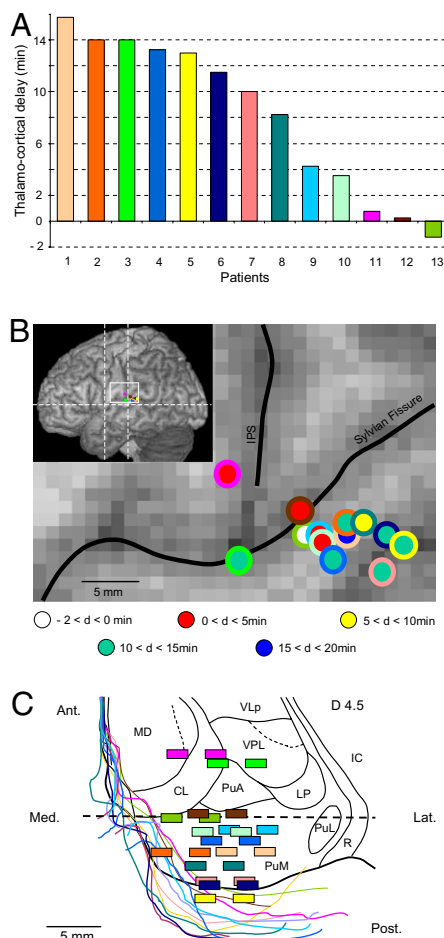 A
Thalamo-cortical delay (min)
14
10
6
2
0
- 2
1 2 3 4 5 6 7 8 9 10 11 12 13
Patients
B
IPS
Sylvian Fissure
5 mm
- 2 < d < 0 min
0 < d < 5min
5 < d < 10min
10 < d < 15min
15 < d < 20min
C
Ant.
VLp
D 4.5
MD
VPL
IC
CL
PuA
LP
Med.
Lat.
PuL
R
PuM
Post.
5 mm